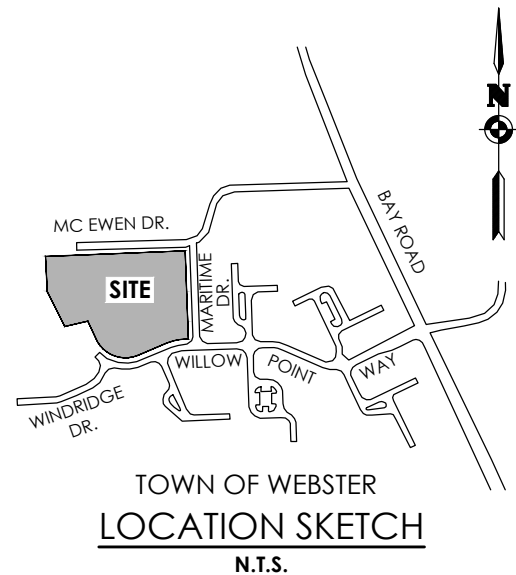 N
MC EWEN DR.
BAY ROAD
MARITIME
DR.
SITE
WILLOW POINT WAY
WINDRIDGE
DR.
TOWN OF WEBSTER
LOCATION SKETCH
N.T.S.